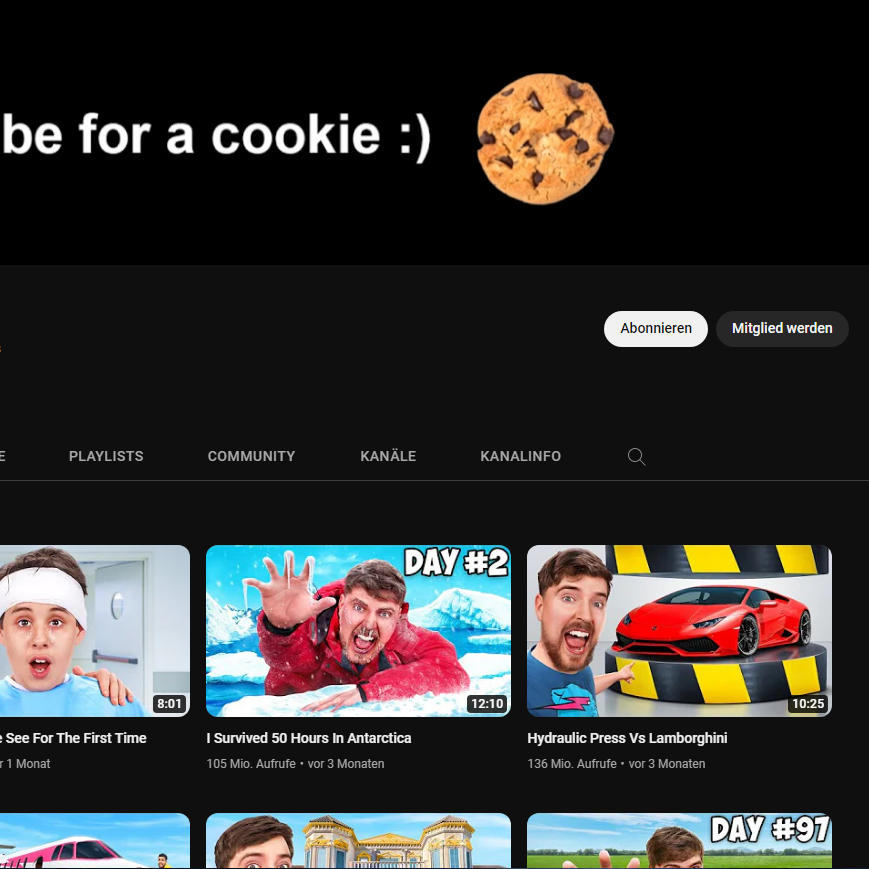 be for a cookie :)
Abonnieren
Mitglied werden
E
PLAYLISTS
COMMUNITY
KANÄLE
KANALINFO
DAY #2
8:01
12:10
10:25
e See For The First Time
I Survived 50 Hours In Antarctica
Hydraulic Press Vs Lamborghini
r 1 Monat
105 Mio. Aufrufe • vor 3 Monaten
136 Mio. Aufrufe • vor 3 Monaten
DAY #97